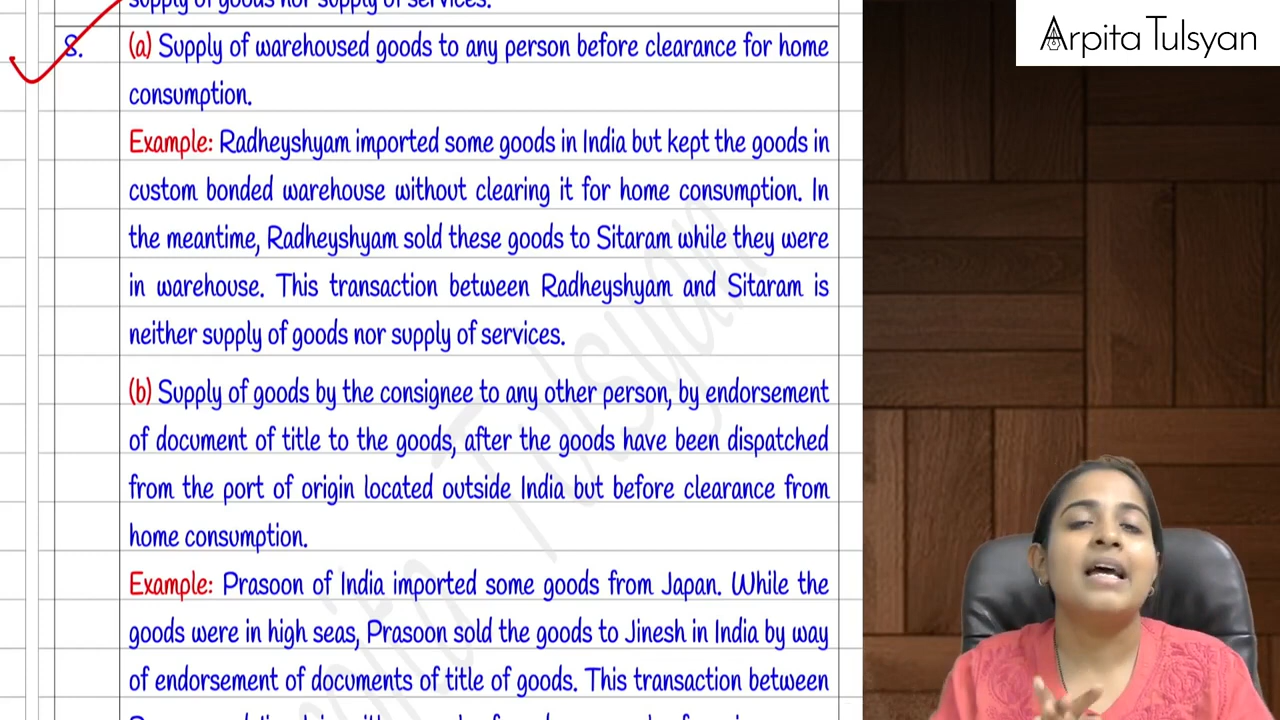 supply of goods nor supply of services.
Arpita Tulsyan
8. (a) Supply of warehoused goods to any person before clearance for home
consumption.
Example: Radheyshyam imported some goods in India but kept the goods in
custom bonded warehouse without clearing it for home consumption. In
the meantime, Radheyshyam sold these goods to Sitaram while they were
in warehouse. This transaction between Radheyshyam and Sitaram is
neither supply of goods nor supply of services.
(b) Supply of goods by the consignee to any other person, by endorsement
of document of title to the goods, after the goods have been dispatched
from the port of origin located outside India but before clearance from
home consumption.
Example: Prasoon of India imported some goods from Japan. While the
goods were in high seas, Prasoon sold the goods to Jinesh in India by way
of endorsement of documents of title of goods. This transaction between
Arpita Tulsyan